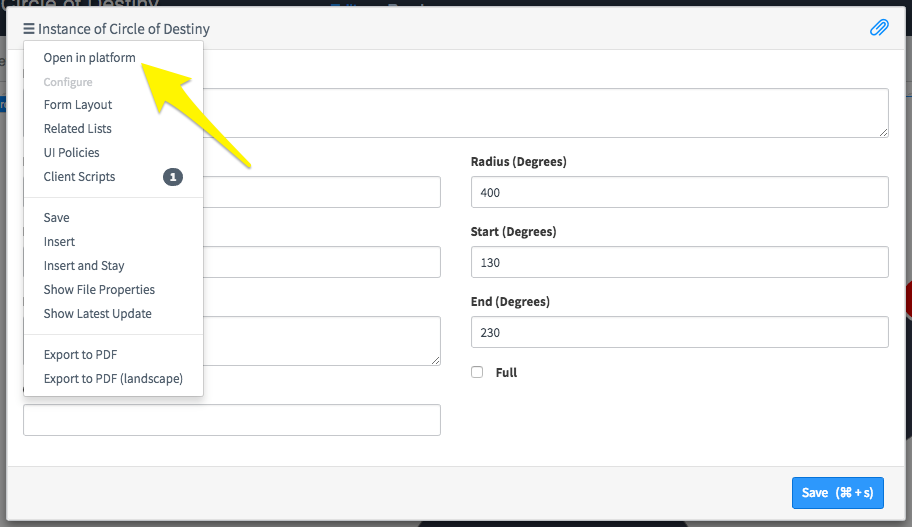 Circle of Destiny
Instance of Circle of Destiny
Open in platform
Configure
Form Layout
Related Lists
UI Policies
Client Scripts
1
Save
Insert
Insert and Stay
Show File Properties
Show Latest Update
Export to PDF
Export to PDF (landscape)
Radius (Degrees)
400
Start (Degrees)
130
End (Degrees)
230
Full
Save (⌘ + s)